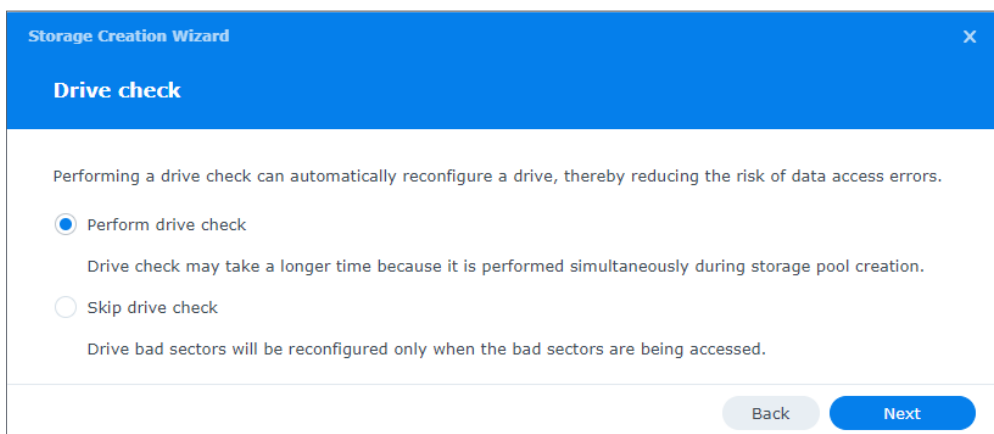 Storage Creation Wizard
Drive check
Performing a drive check can automatically reconfigure a drive, thereby reducing the risk of data access errors.
Perform drive check
Drive check may take a longer time because it is performed simultaneously during storage pool creation.
Skip drive check
Drive bad sectors will be reconfigured only when the bad sectors are being accessed.
Back Next